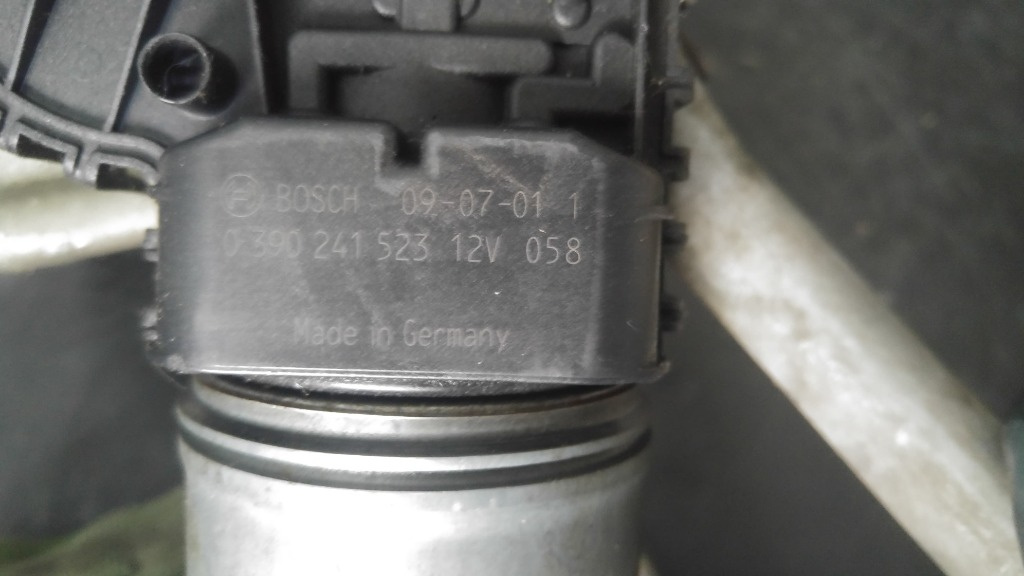 BOSCH 09-07-01 1
0 390 241 523 12V 058
Made in Germany